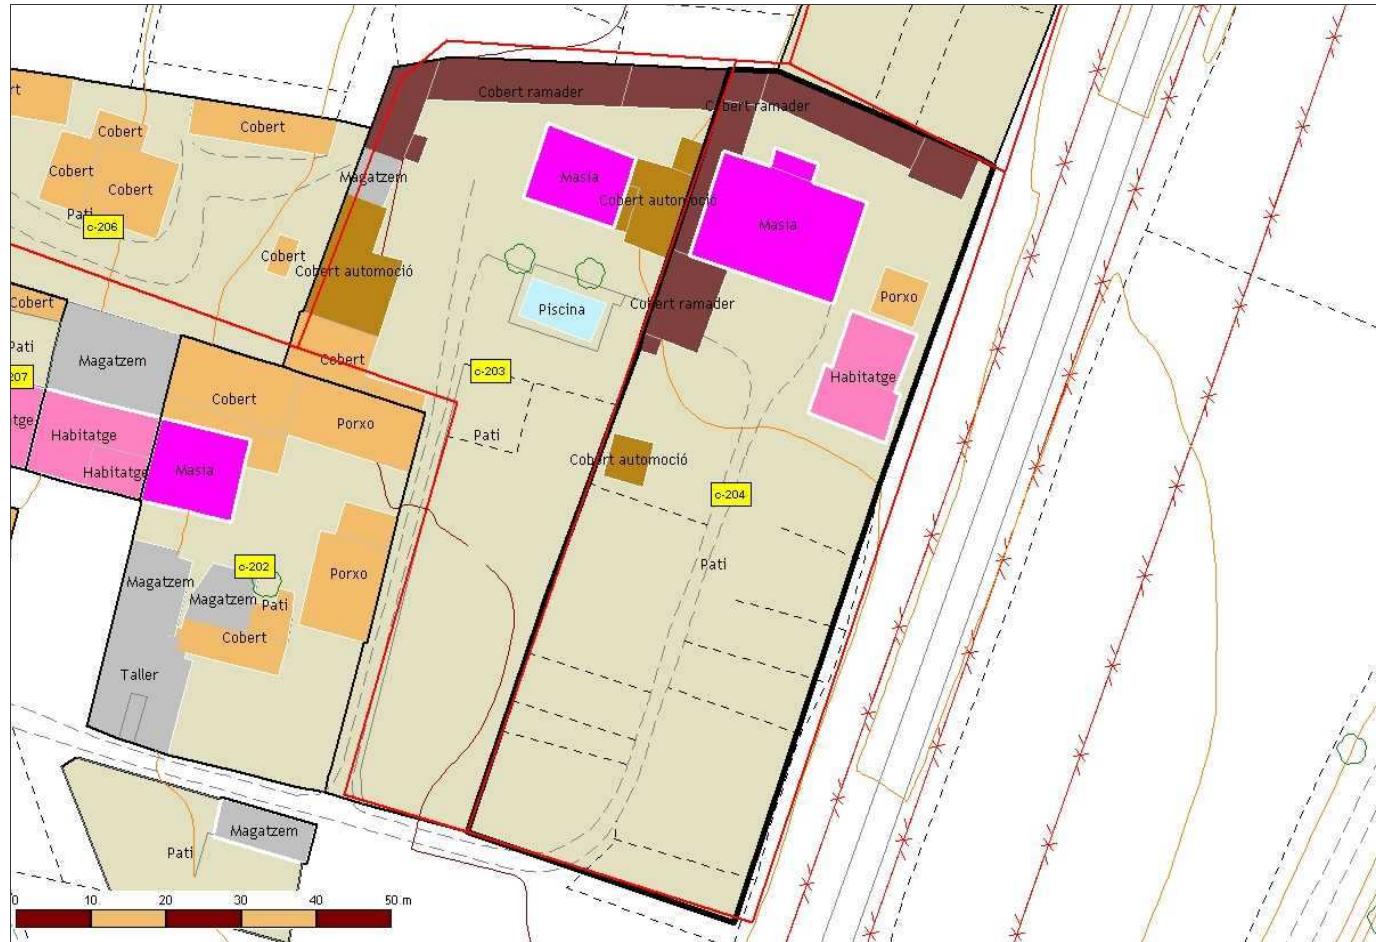 Cobert ramader
rt
Cobert ramader
Cobert
Cobert
Cobert
Magatzem
Masia
Cobert
Cobert automoció
Pati
c-206
Masia
Cobert
Cobert automoció
Porxo
Cobert
Cobert ramader
Piscina
Pati
Magatzem
Cobert
c-203
207
Habitatge
Cobert
tge
Porxo
Habitatge
Pati
Habitatge
Masia
Cobert automoció
c-204
c-202
Pati
Magatzem
Porxo
Magatzem
Pati
Cobert
Taller
Magatzem
Pati
0 10 20 30 40 50 m